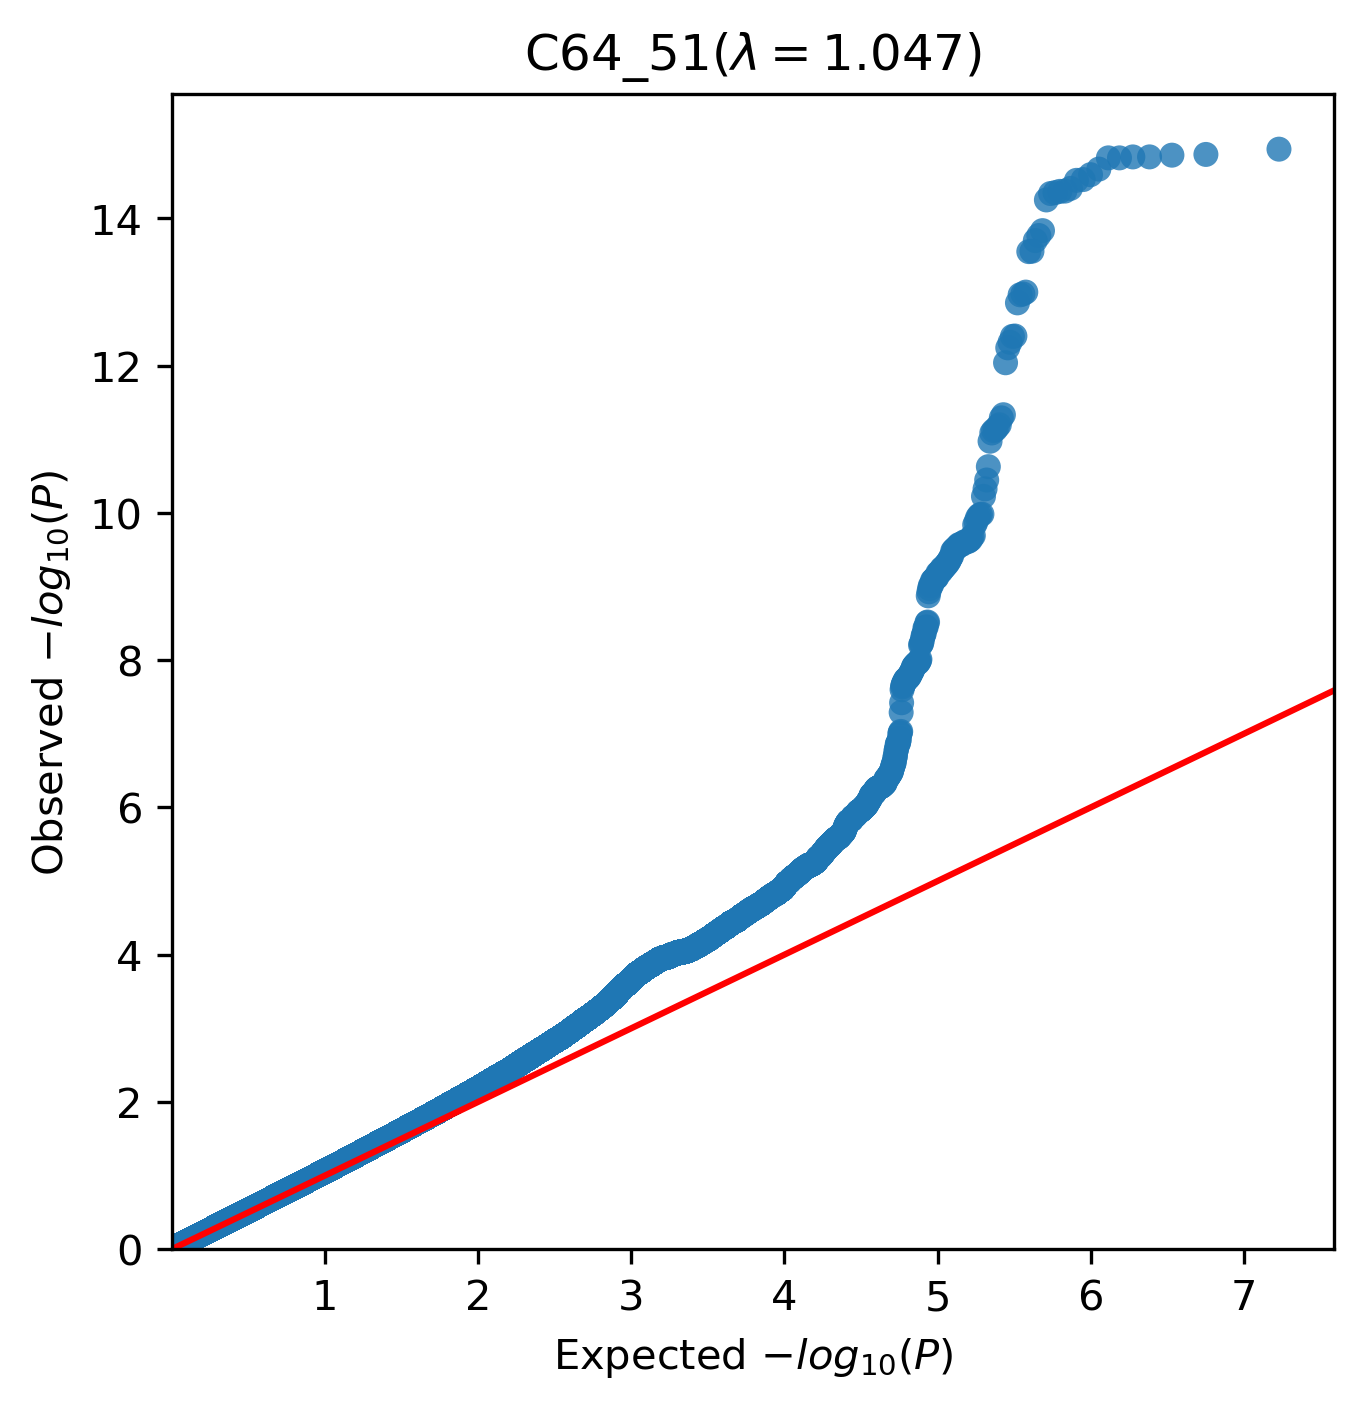 C64_51(λ = 1.047)
Observed −log₁₀(P)
14
12
10
8
6
4
2
0
1 2 3 4 5 6 7
Expected −log₁₀(P)